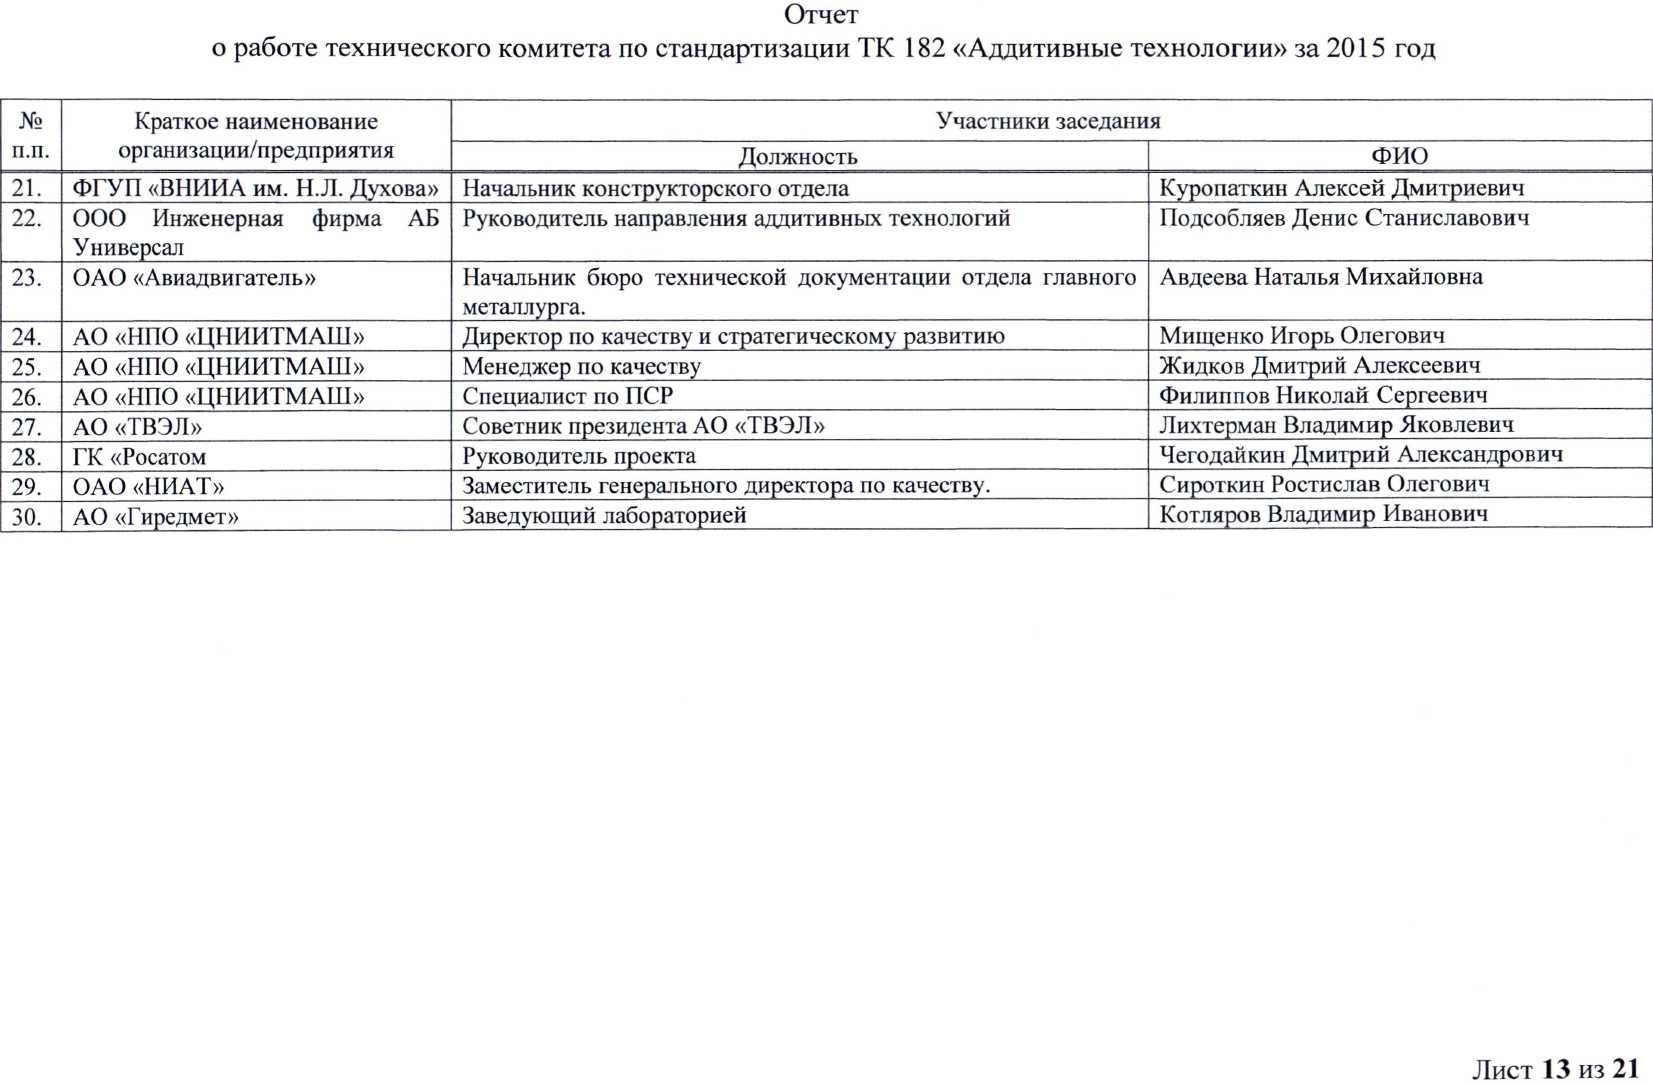 Отчет
о работе технического комитета по стандартизации ТК 182 «Аддитивные технологии» за 2015 год
№ п.п. Краткое наименование организации/предприятия Участники заседания
Должность ФИО
21. ФГУП «ВНИИА им. Н.Л. Духова» Начальник конструкторского отдела Куропаткин Алексей Дмитриевич
22. ООО Инженерная фирма АБ Универсал Руководитель направления аддитивных технологий Подсобляев Денис Станиславович
23. ОАО «Авиадвигатель» Начальник бюро технической документации отдела главного металлурга. Авдеева Наталья Михайловна
24. АО «НПО «ЦНИИТМАШ» Директор по качеству и стратегическому развитию Мищенко Игорь Олегович
25. АО «НПО «ЦНИИТМАШ» Менеджер по качеству Жидков Дмитрий Алексеевич
26. АО «НПО «ЦНИИТМАШ» Специалист по ПСР Филиппов Николай Сергеевич
27. АО «ТВЭЛ» Советник президента АО «ТВЭЛ» Лихтерман Владимир Яковлевич
28. ГК «Росатом Руководитель проекта Чегодайкин Дмитрий Александрович
29. ОАО «НИАТ» Заместитель генерального директора по качеству. Сироткин Ростислав Олегович
30. АО «Гиредмет» Заведующий лабораторией Котляров Владимир Иванович
Лист 13 из 21